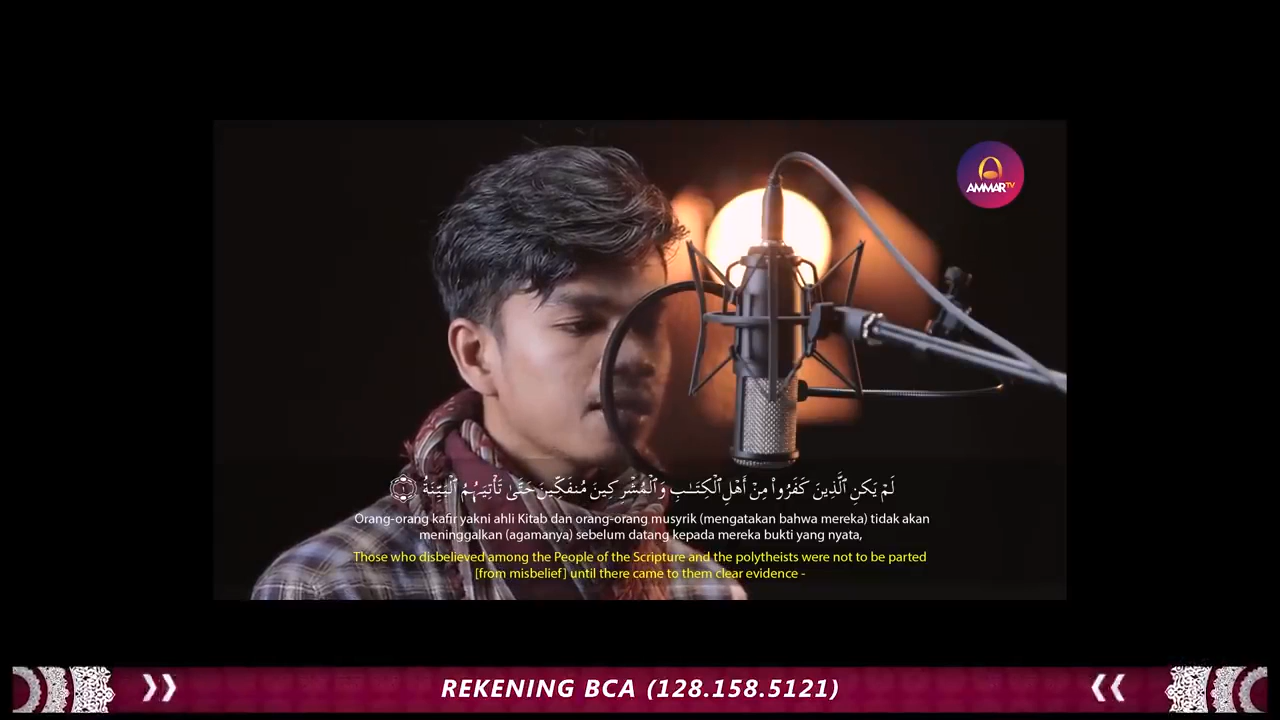 AMMAR TV
لَمْ يَكُنِ ٱلَّذِينَ كَفَرُوا۟ مِنْ أَهْلِ ٱلْكِتَـٰبِ وَٱلْمُشْرِكِينَ مُنفَكِّينَ حَتَّىٰ تَأْتِيَهُمُ ٱلْبَيِّنَةُ ١
Orang-orang kafir yakni ahli Kitab dan orang-orang musyrik (mengatakan bahwa mereka) tidak akan
meninggalkan (agamanya) sebelum datang kepada mereka bukti yang nyata,
Those who disbelieved among the People of the Scripture and the polytheists were not to be parted
[from misbelief] until there came to them clear evidence -
REKENING BCA (128.158.5121)